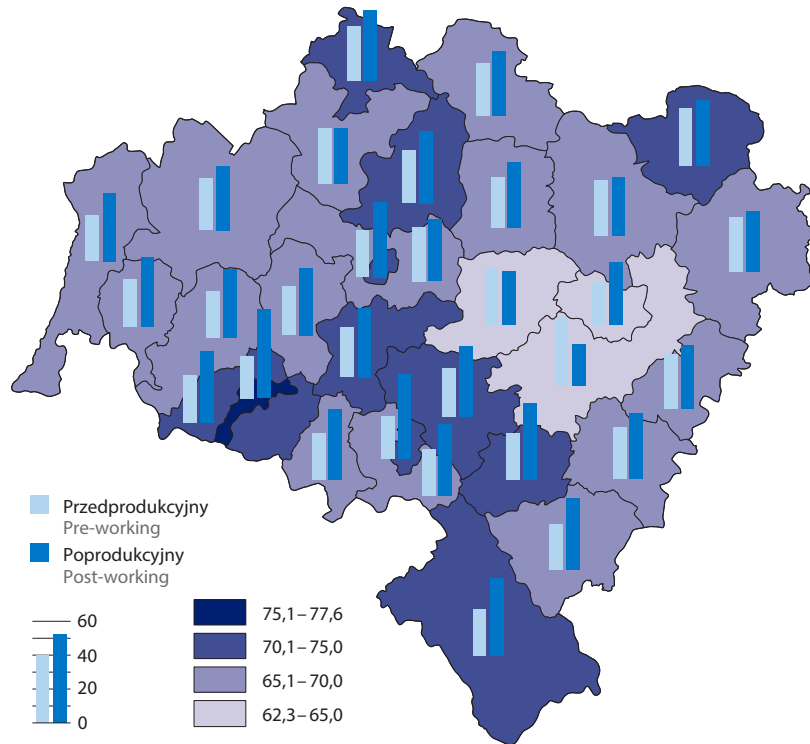 Przedprodukcyjny
Pre-working
Poprodukcyjny
Post-working
60
40
20
0
75,1–77,6
70,1–75,0
65,1–70,0
62,3–65,0